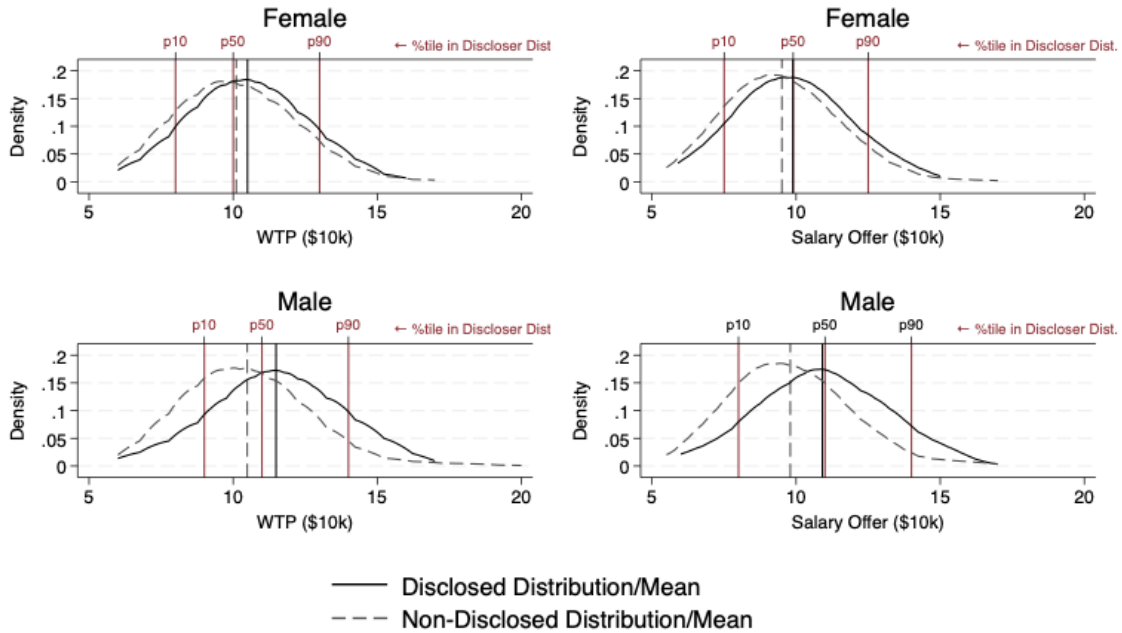 Female
p10 p50 p90 ← %tile in Discloser Dist
Density
.2
.15
.1
.05
0
5 10 15 20
WTP ($10k)
Female
p10 p50 p90 ← %tile in Discloser Dist.
Density
.2
.15
.1
.05
0
5 10 15 20
Salary Offer ($10k)
Male
p10 p50 p90 ← %tile in Discloser Dist
Density
.2
.15
.1
.05
0
5 10 15 20
WTP ($10k)
Male
p10 p50 p90 ← %tile in Discloser Dist.
Density
.2
.15
.1
.05
0
5 10 15 20
Salary Offer ($10k)
Disclosed Distribution/Mean
Non-Disclosed Distribution/Mean